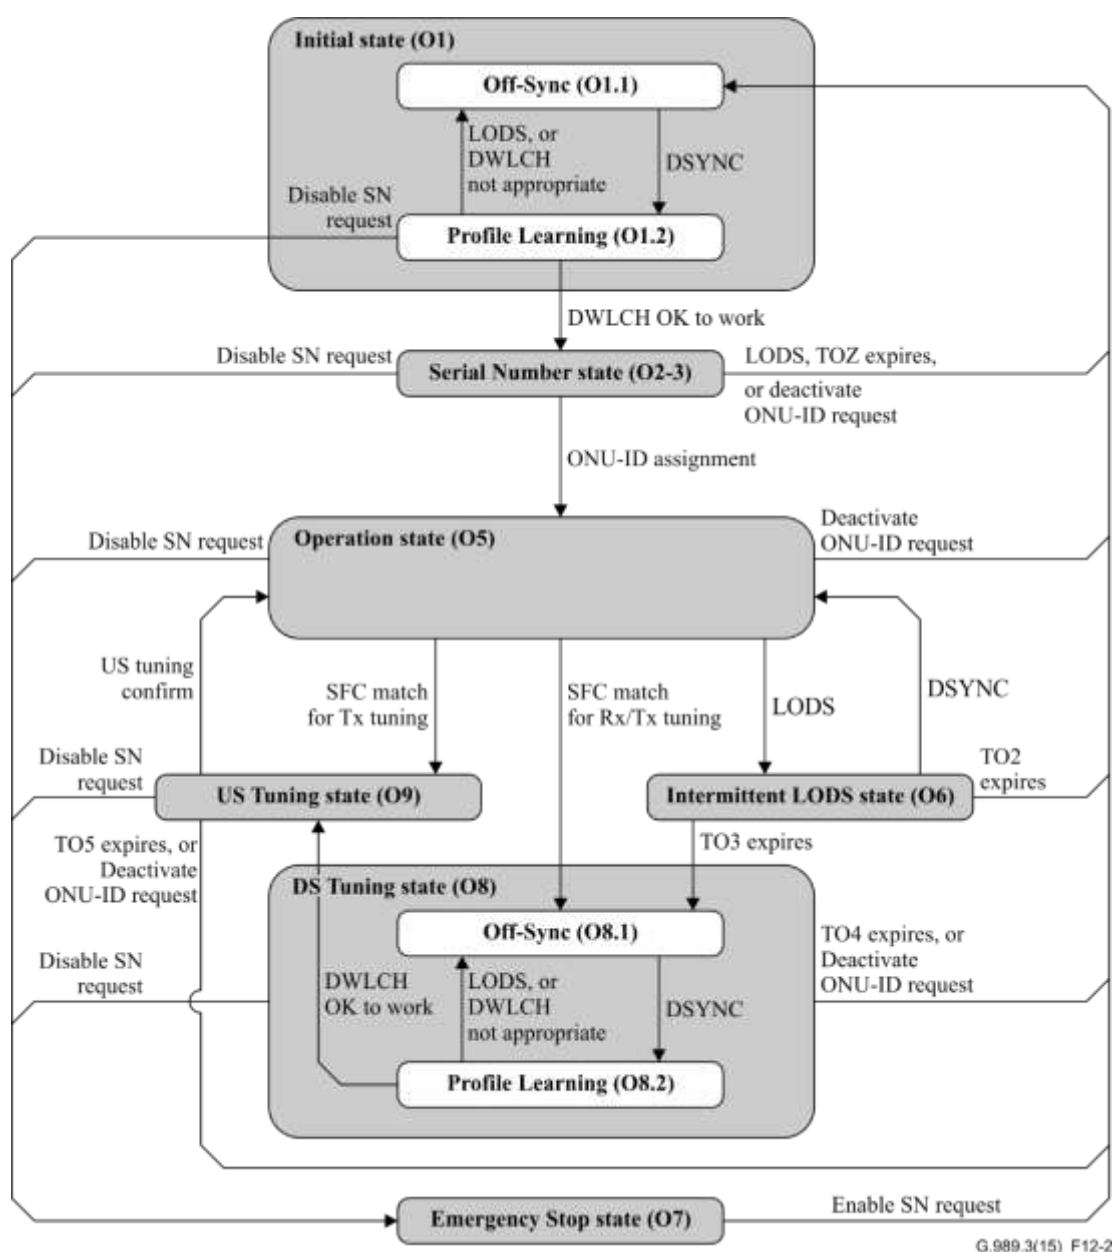 Initial state (O1)
Off-Sync (O1.1)
LODS, or
DWLCH
not appropriate
DSYNC
Disable SN
request
Profile Learning (O1.2)
DWLCH OK to work
Disable SN request
Serial Number state (O2-3)
LODS, TOZ expires,
or deactivate
ONU-ID request
ONU-ID assignment
Disable SN request
Operation state (O5)
Deactivate
ONU-ID request
US tuning
confirm
SFC match
for Tx tuning
SFC match
for Rx/Tx tuning
LODS
DSYNC
Disable SN
request
US Tuning state (O9)
Intermittent LODS state (O6)
TO2
expires
TO5 expires, or
Deactivate
ONU-ID request
TO3 expires
DS Tuning state (O8)
Off-Sync (O8.1)
TO4 expires, or
Deactivate
ONU-ID request
Disable SN
request
DWLCH
OK to work
LODS, or
DWLCH
not appropriate
DSYNC
Profile Learning (O8.2)
Emergency Stop state (O7)
Enable SN request
G.989.3(15)_F12-2